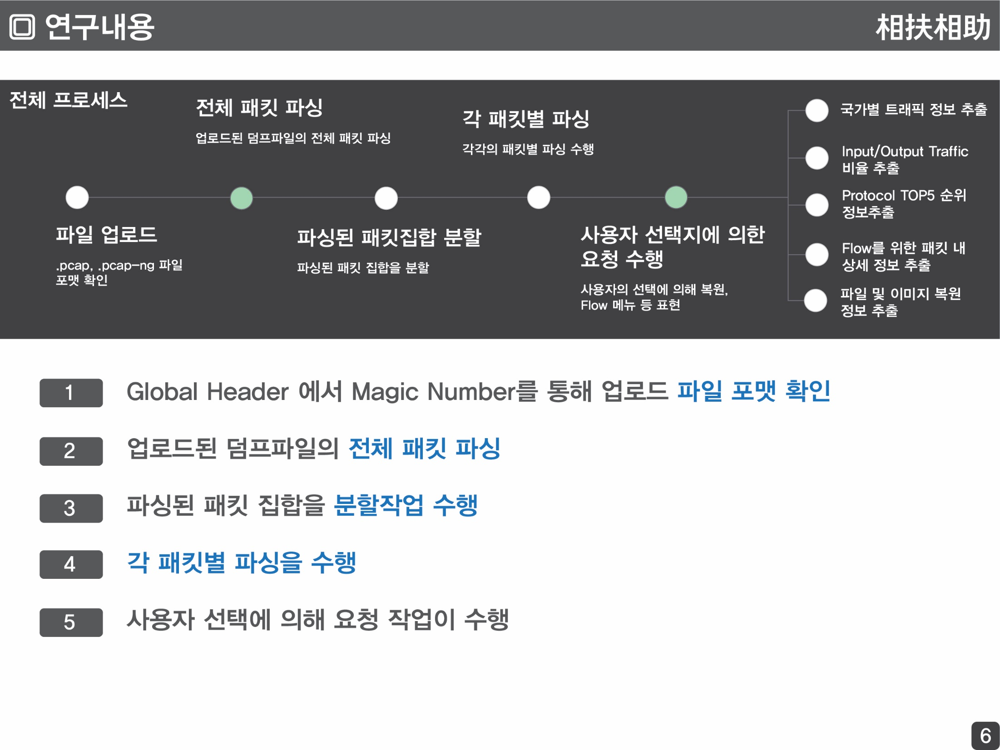 연구내용
相扶相助
전체 프로세스
전체 패킷 파싱
업로드된 덤프파일의 전체 패킷 파싱
각 패킷별 파싱
각각의 패킷별 파싱 수행
파일 업로드
.pcap, .pcap-ng 파일
포맷 확인
파싱된 패킷집합 분할
파싱된 패킷 집합을 분할
사용자 선택지에 의한
요청 수행
사용자의 선택에 의해 복원,
Flow 메뉴 등 표현
국가별 트래픽 정보 추출
Input/Output Traffic
비율 추출
Protocol TOP5 순위
정보추출
Flow를 위한 패킷 내
상세 정보 추출
파일 및 이미지 복원
정보 추출
1 Global Header 에서 Magic Number를 통해 업로드 파일 포맷 확인
2 업로드된 덤프파일의 전체 패킷 파싱
3 파싱된 패킷 집합을 분할작업 수행
4 각 패킷별 파싱을 수행
5 사용자 선택에 의해 요청 작업이 수행
6